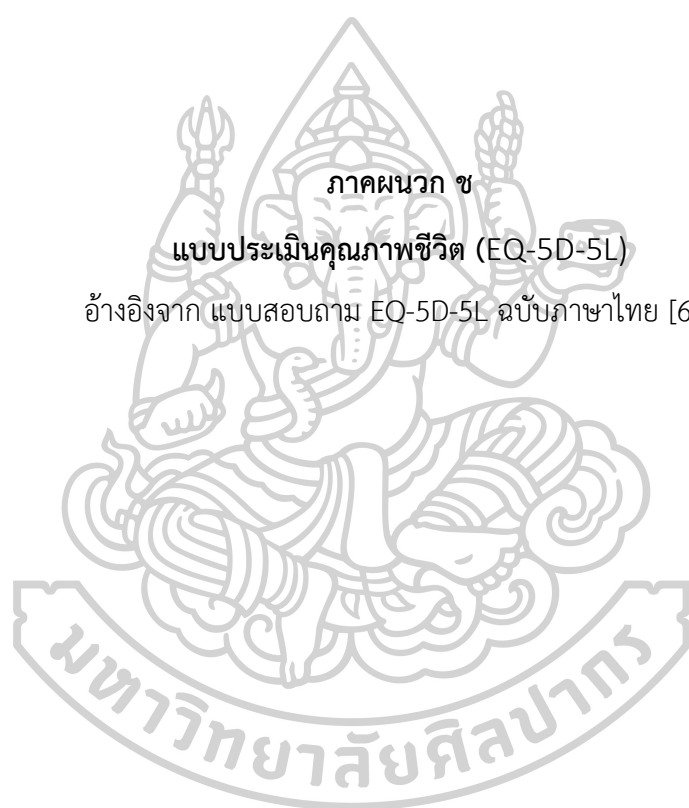 ภาคผนวก ช
แบบประเมินคุณภาพชีวิต (EQ-5D-5L)
อ้างอิงจาก แบบสอบถาม EQ-5D-5L ฉบับภาษาไทย [6
มหาวิทยาลัยศิลปากร